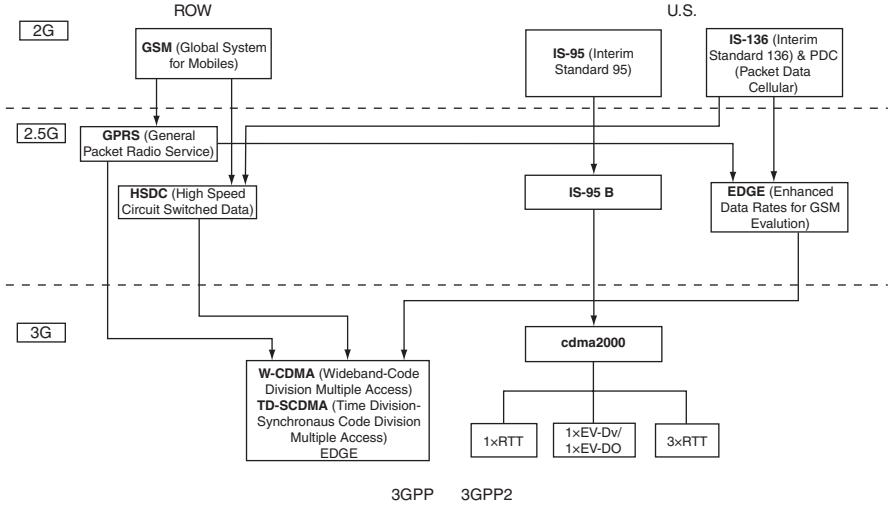 ROW
U.S.
2G
GSM (Global System
for Mobiles)
IS-95 (Interim
Standard 95)
IS-136 (Interim
Standard 136) & PDC
(Packet Data
Cellular)
2.5G
GPRS (General
Packet Radio Service)
HSDC (High Speed
Circuit Switched Data)
IS-95 B
EDGE (Enhanced
Data Rates for GSM
Evalution)
3G
cdma2000
W-CDMA (Wideband-Code
Division Multiple Access)
TD-SCDMA (Time Division-
Synchronaus Code Division
Multiple Access)
EDGE
1×RTT
1×EV-Dv/
1×EV-DO
3×RTT
3GPP
3GPP2